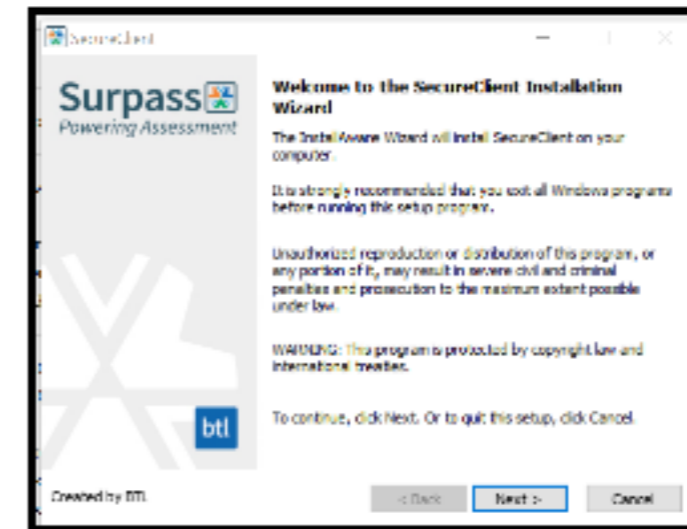 SecureClient
Surpass
Powering Assessment
Welcome to the SecureClient Installation
Wizard
The InstallAware Wizard will install SecureClient on your
computer.
It is strongly recommended that you exit all Windows programs
before running this setup program.
Unauthorized reproduction or distribution of this program, or
any portion of it, may result in severe civil and criminal
penalties and prosecution to the maximum extent possible
under law.
WARNING: This program is protected by copyright law and
international treaties.
To continue, click Next. Or to quit this setup, click Cancel.
btl
Created by BTL
< Back
Next >
Cancel